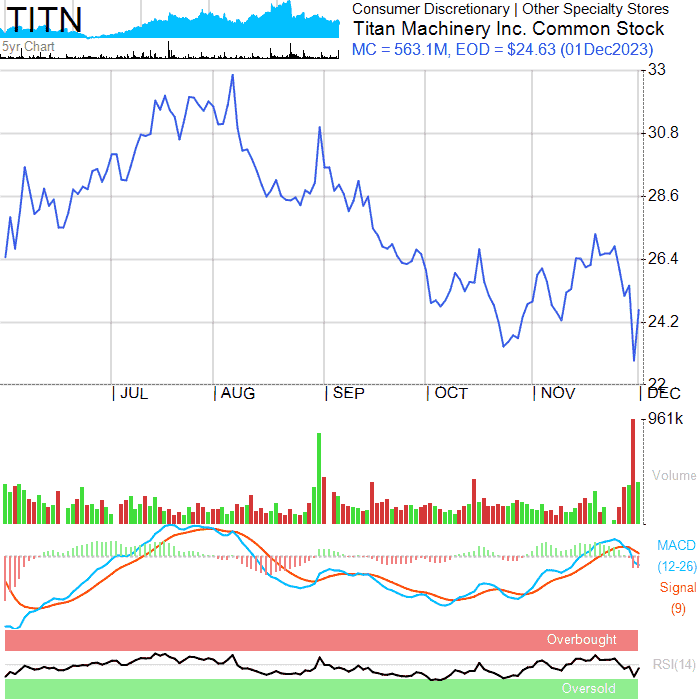 TITN
5yr Chart
Consumer Discretionary | Other Specialty Stores
Titan Machinery Inc. Common Stock
MC = 563.1M, EOD = $24.63 (01Dec2023)
33
30.8
28.6
26.4
24.2
22
JUL
AUG
SEP
OCT
NOV
DEC
961k
Volume
MACD
(12-26)
Signal
(9)
Overbought
RSI(14)
Oversold